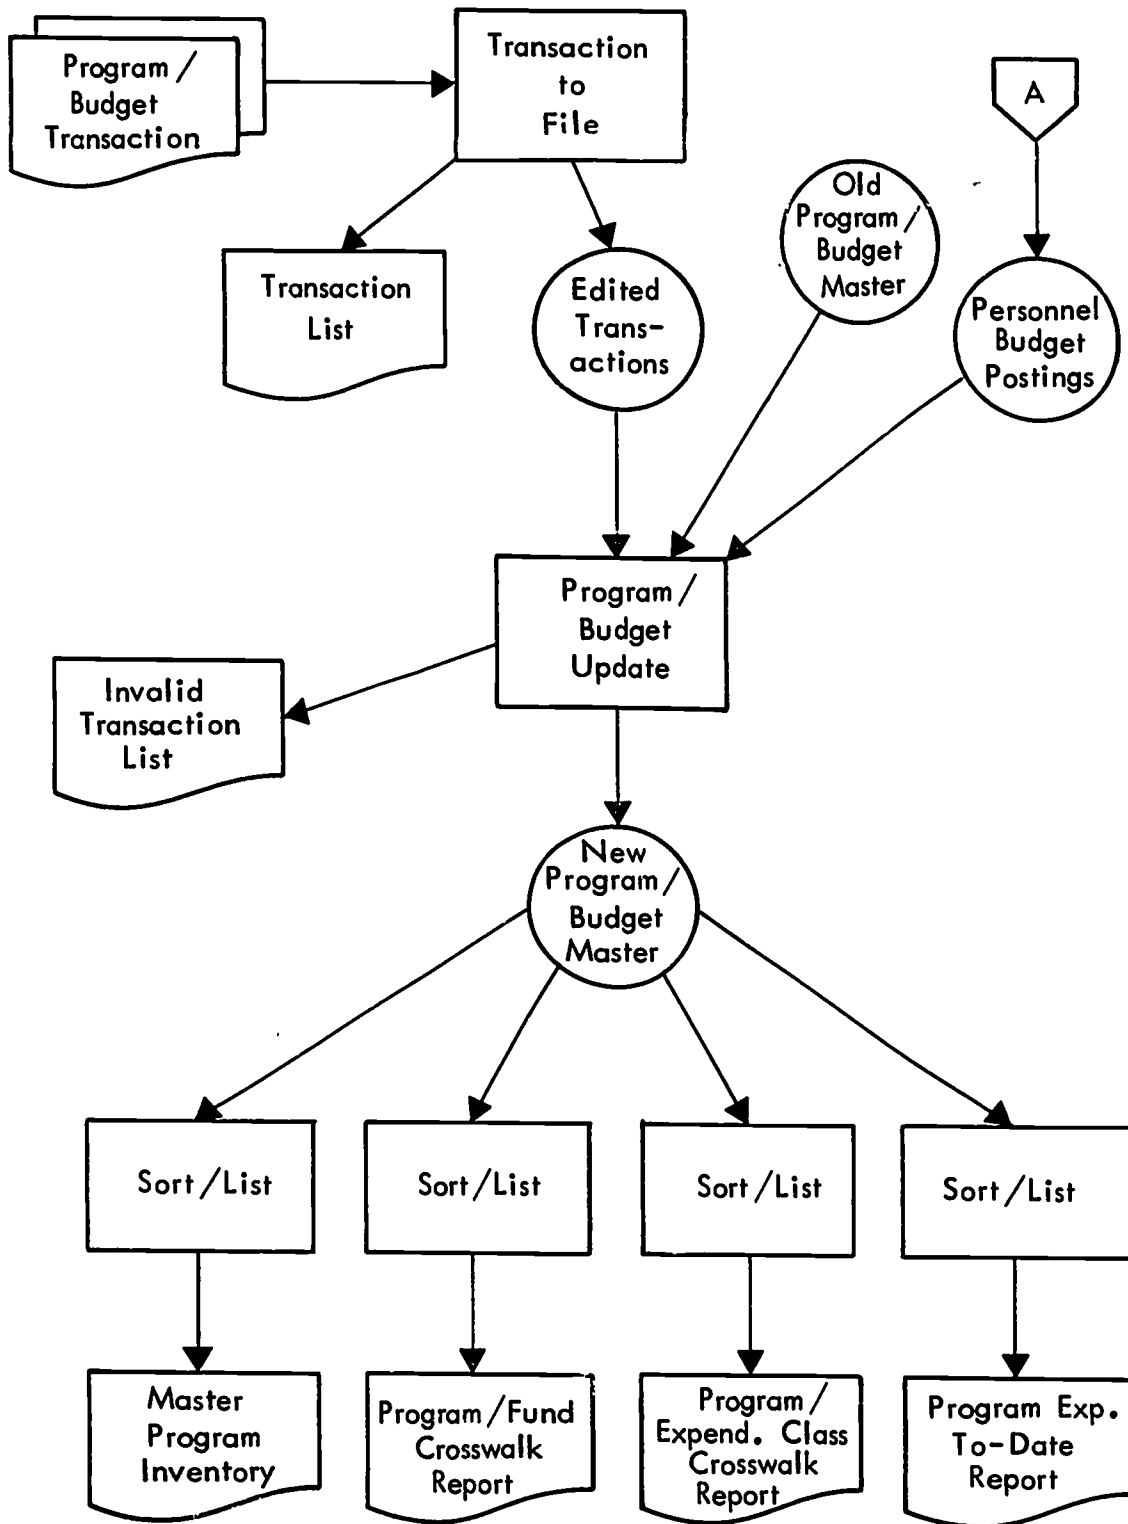 Program /
Budget
Transaction
Transaction
to
File
A
Transaction
List
Edited
Trans-
actions
Old
Program /
Budget
Master
Personnel
Budget
Postings
Program /
Budget
Update
Invalid
Transaction
List
New
Program /
Budget
Master
Sort /List
Sort /List
Sort /List
Sort /List
Master
Program
Inventory
Program /Fund
Crosswalk
Report
Program /
Expend. Class
Crosswalk
Report
Program Exp.
To-Date
Report